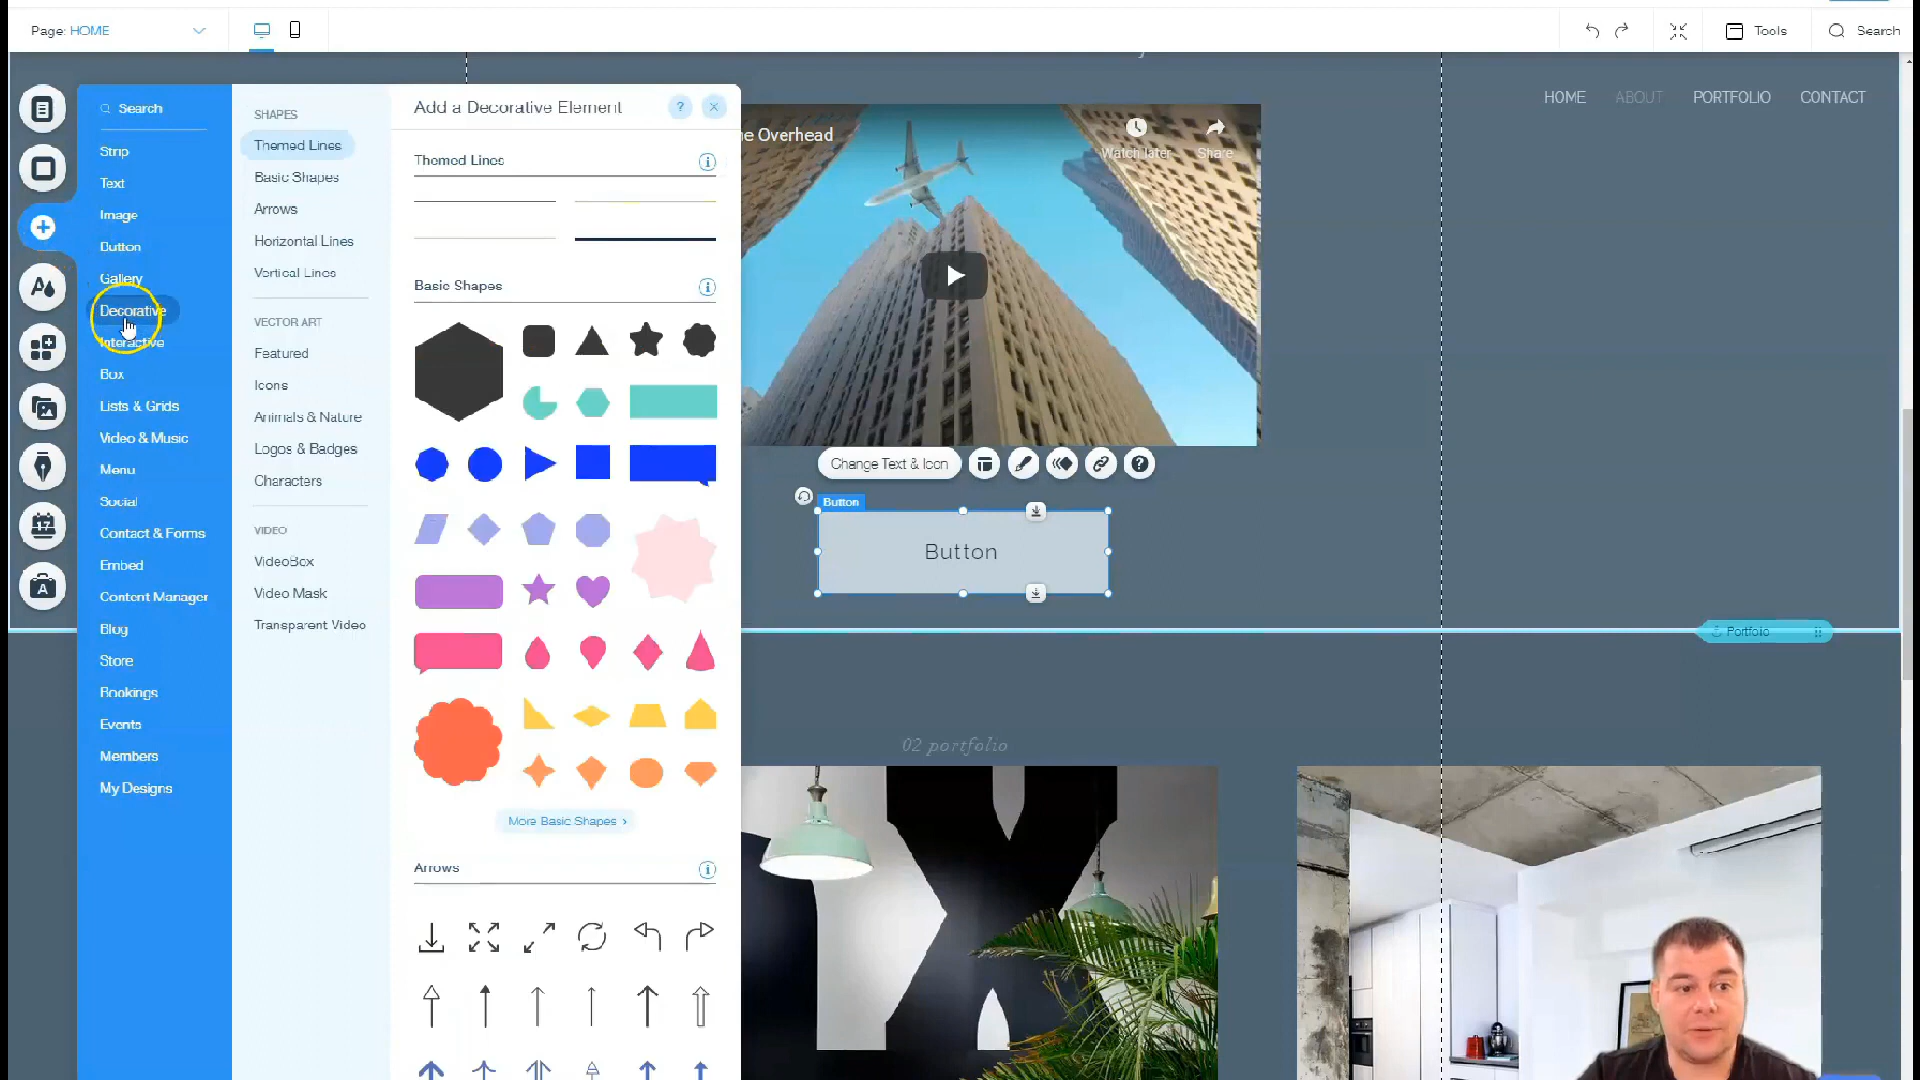 Page: HOME
Tools
Search
HOME
ABOUT
PORTFOLIO
CONTACT
Search
Strip
Text
Image
Button
Gallery
Decorative
Interactive
Box
Lists & Grids
Video & Music
Menu
Social
Contact & Forms
Embed
Content Manager
Blog
Store
Bookings
Events
Members
My Designs
17
A
SHAPES
Themed Lines
Basic Shapes
Arrows
Horizontal Lines
Vertical Lines
VECTOR ART
Featured
Icons
Animals & Nature
Logos & Badges
Characters
VIDEO
VideoBox
Video Mask
Transparent Video
Add a Decorative Element
?
Themed Lines
Basic Shapes
More Basic Shapes >
Arrows
ne Overhead
Watch later
Share
Change Text & Icon
?
Button
Button
Portfolio
02 portfolio